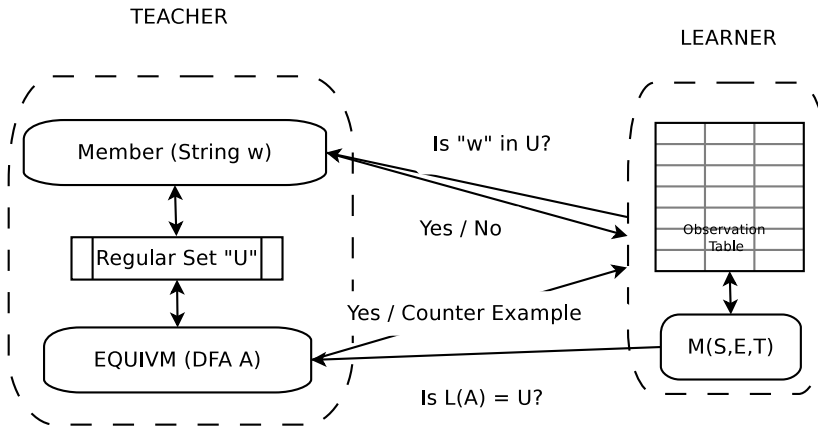 TEACHER
LEARNER
Member (String w)
Is "w" in U?
Observation
Table
Yes / No
Regular Set "U"
Yes / Counter Example
M(S,E,T)
EQUIVM (DFA A)
Is L(A) = U?